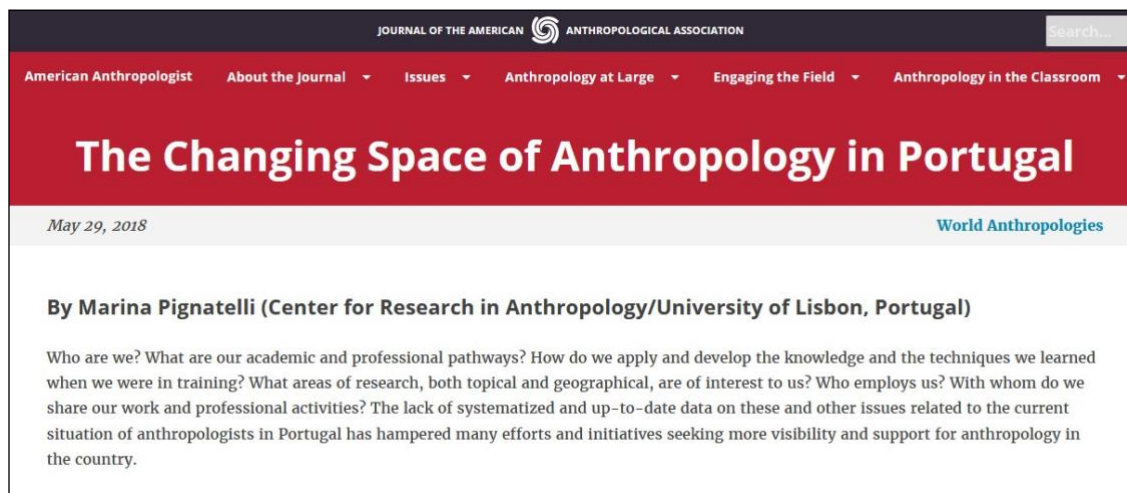 JOURNAL OF THE AMERICAN ANTHROPOLOGICAL ASSOCIATION
Search...
American Anthropologist About the Journal Issues Anthropology at Large Engaging the Field Anthropology in the Classroom
The Changing Space of Anthropology in Portugal
May 29, 2018 World Anthropologies
By Marina Pignatelli (Center for Research in Anthropology/University of Lisbon, Portugal)
Who are we? What are our academic and professional pathways? How do we apply and develop the knowledge and the techniques we learned
when we were in training? What areas of research, both topical and geographical, are of interest to us? Who employs us? With whom do we
share our work and professional activities? The lack of systematized and up-to-date data on these and other issues related to the current
situation of anthropologists in Portugal has hampered many efforts and initiatives seeking more visibility and support for anthropology in
the country.